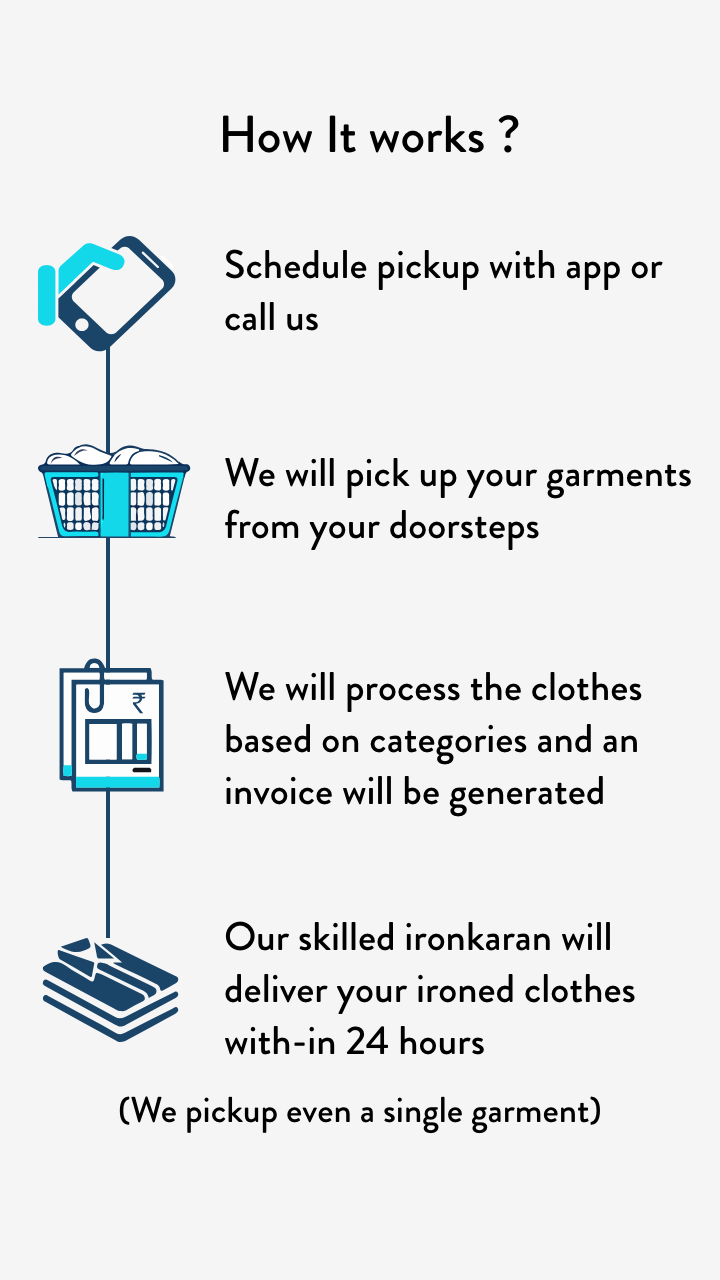 How It works ?
Schedule pickup with app or
call us
We will pick up your garments
from your doorsteps
₹
We will process the clothes
based on categories and an
invoice will be generated
Our skilled ironkaran will
deliver your ironed clothes
with-in 24 hours
(We pickup even a single garment)